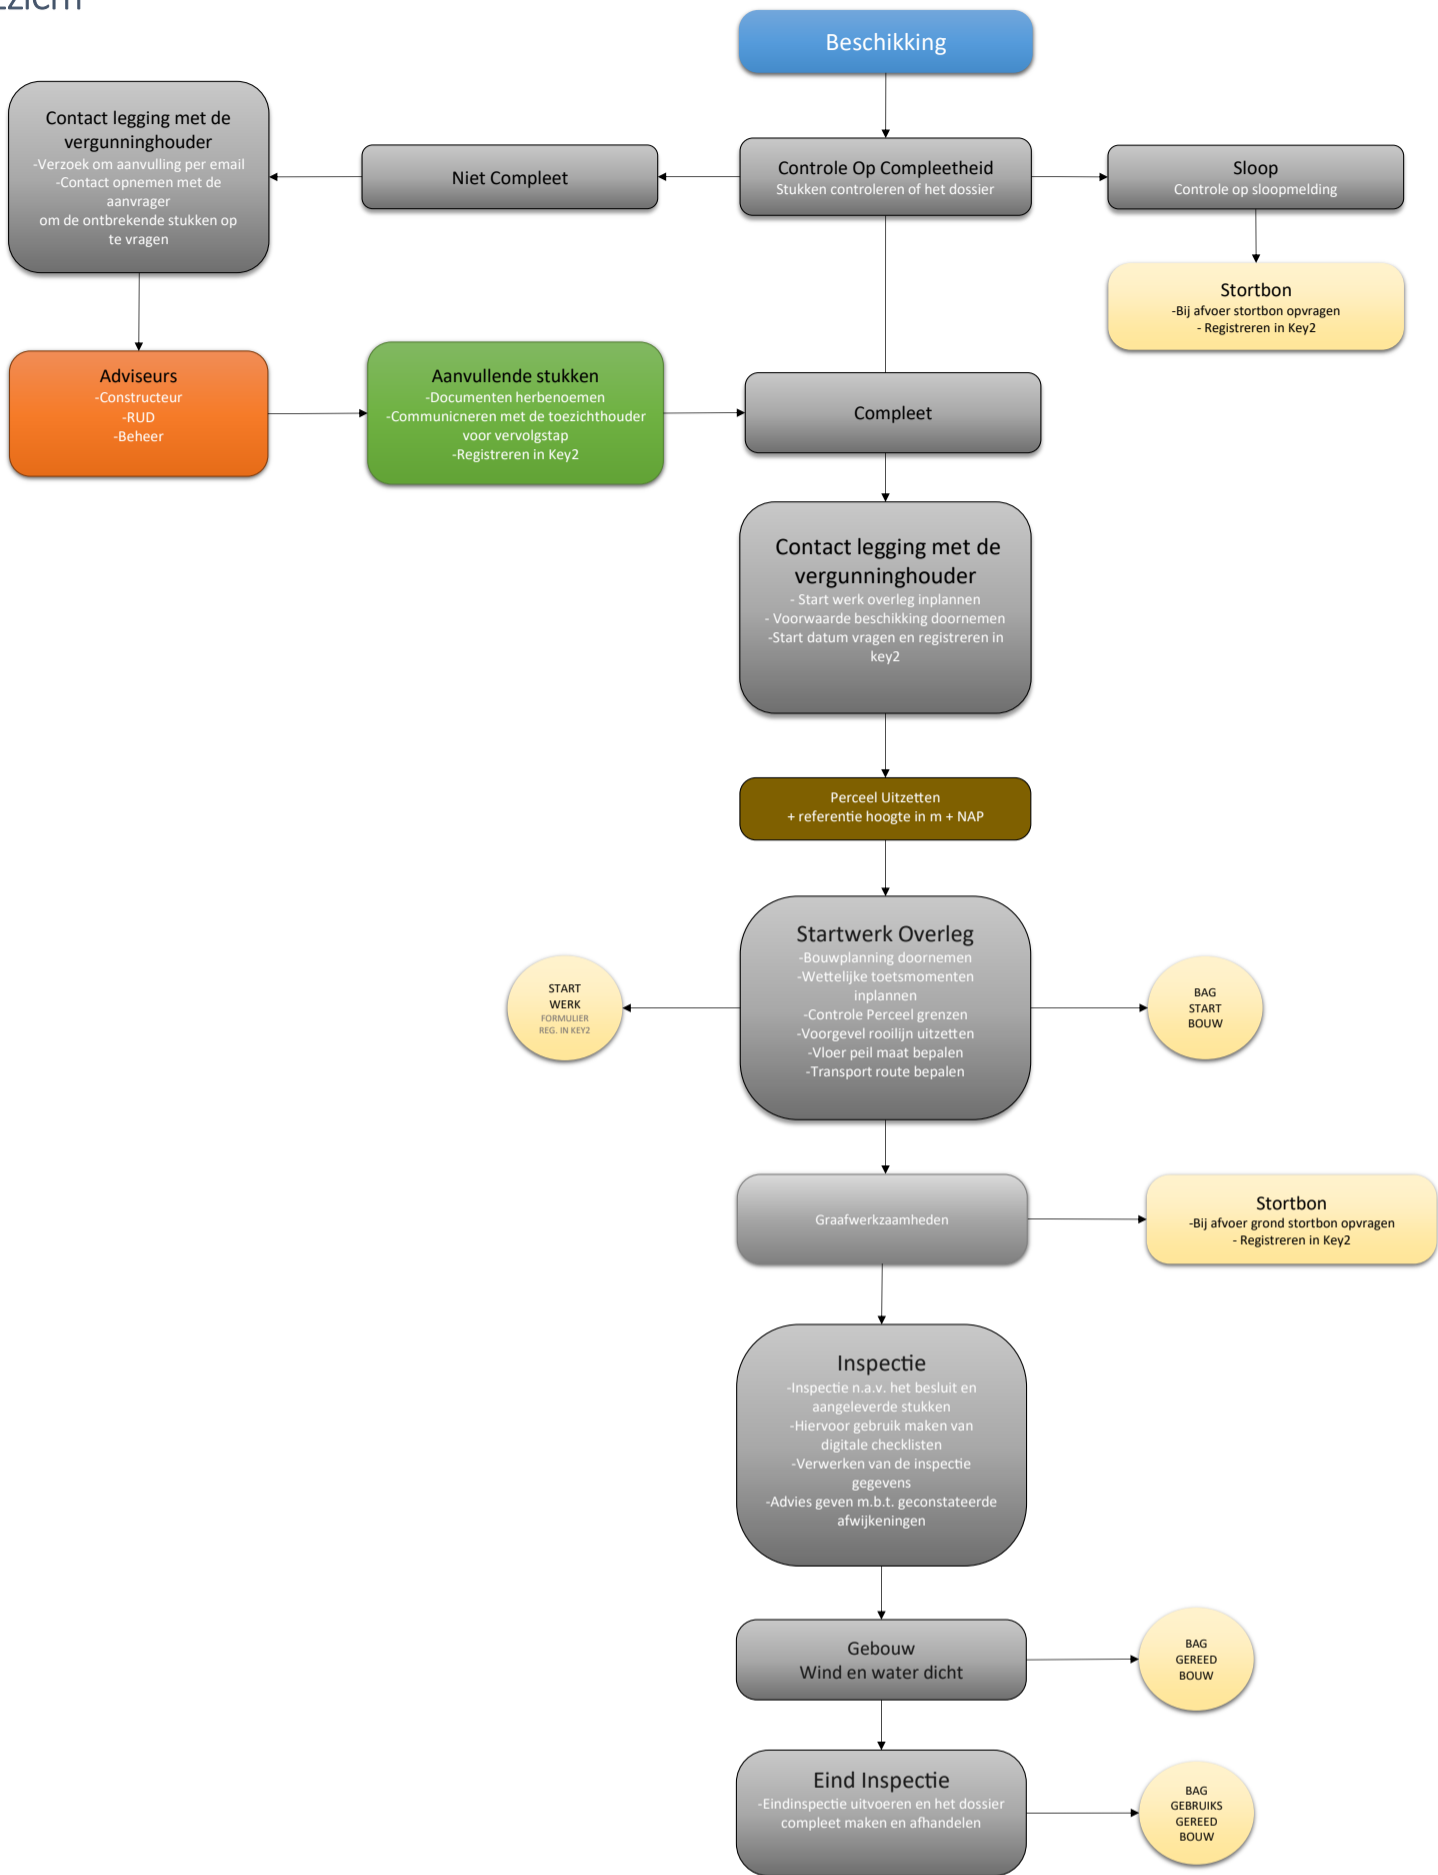 Beschikking
Contact legging met de
vergunninghouder
-Verzoek om aanvulling per email
-Contact opnemen met de
aanvrager
om de ontbrekende stukken op
te vragen
Niet Compleet
Controle Op Compleetheid
Stukken controleren of het dossier
Sloop
Controle op sloopmelding
Stortbon
-Bij afvoer stortbon opvragen
- Registreren in Key2
Adviseurs
-Constructeur
-RUD
-Beheer
Aanvullende stukken
-Documenten herbenoemen
-Communicneren met de toezichthouder
voor vervolgstap
-Registreren in Key2
Compleet
Contact legging met de
vergunninghouder
- Start werk overleg inplannen
- Voorwaarde beschikking doornemen
-Start datum vragen en registreren in
key2
Perceel Uitzetten
+ referentie hoogte in m + NAP
Startwerk Overleg
-Bouwplanning doornemen
-Wettelijke toetsmomenten
inplannen
-Controle Perceel grenzen
-Voorgevel rooilijn uitzetten
-Vloer peil maat bepalen
-Transport route bepalen
START
WERK
FORMULIER
REG. IN KEY2
BAG
START
BOUW
Graafwerkzaamheden
Stortbon
-Bij afvoer grond stortbon opvragen
- Registreren in Key2
Inspectie
-Inspectie n.a.v. het besluit en
aangeleverde stukken
-Hiervoor gebruik maken van
digitale checklisten
-Verwerken van de inspectie
gegevens
-Advies geven m.b.t. geconstateerde
afwijkeningen
Gebouw
Wind en water dicht
BAG
GEREED
BOUW
Eind Inspectie
-Eindinspectie uitvoeren en het dossier
compleet maken en afhandelen
BAG
GEBRUIKS
GEREED
BOUW